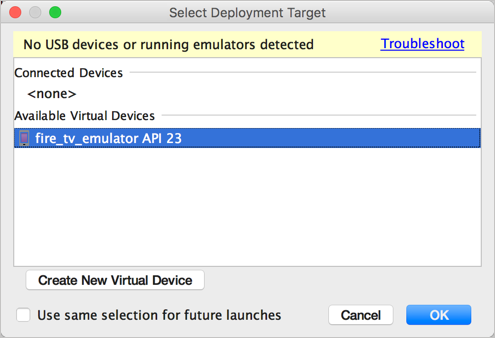 Select Deployment Target
No USB devices or running emulators detected Troubleshoot
Connected Devices
<none>
Available Virtual Devices
fire_tv_emulator API 23
Create New Virtual Device
Use same selection for future launches Cancel OK